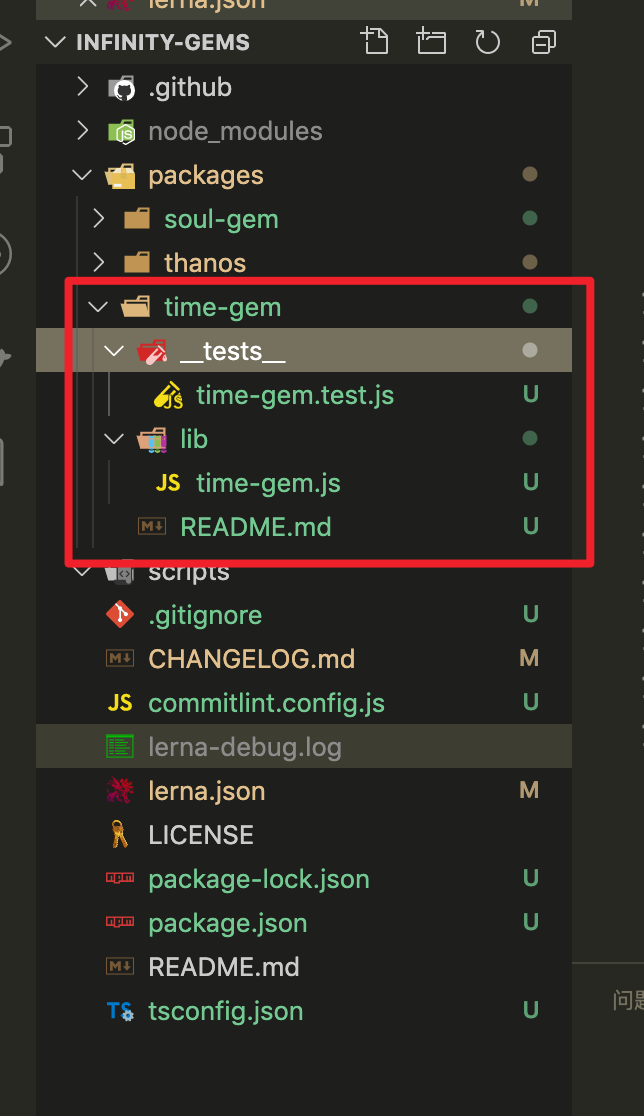 lerna.json M
INFINITY-GEMS
.github
node_modules
packages
soul-gem
thanos
time-gem
__tests__
time-gem.test.js U
lib
JS time-gem.js U
M↓ README.md U
scripts
.gitignore U
M↓ CHANGELOG.md M
JS commitlint.config.js U
lerna-debug.log
lerna.json M
LICENSE
package-lock.json U
package.json U
M↓ README.md
TS tsconfig.json U
问题